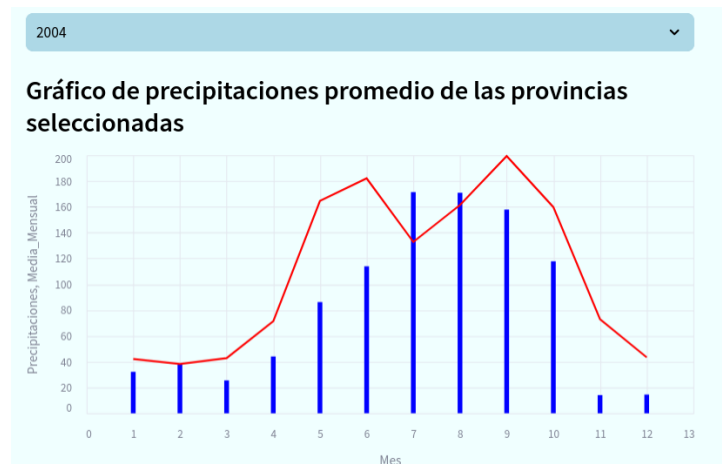 2004
Gráfico de precipitaciones promedio de las provincias
seleccionadas
200
180
160
140
120
100
80
60
40
20
0
Precipitaciones, Media_Mensual
0 1 2 3 4 5 6 7 8 9 10 11 12 13
Mes